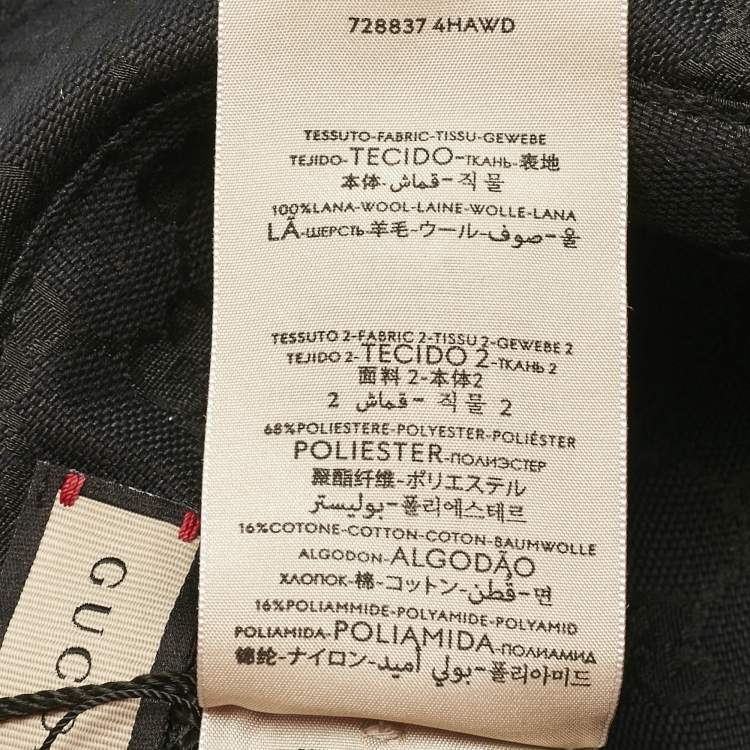 728837 4HAWD
TESSUTO-FABRIC-TISSU-GEWEBE
TEJIDO-TECIDO-ТКАНЬ-表地
本体-قماش-직물
100%LANA-WOOL-LAINE-WOLLE-LANA
LÃ-ШЕРСТЬ-羊毛-ウール-صوف-울
TESSUTO 2-FABRIC 2-TISSU 2-GEWEBE 2
TEJIDO 2-TECIDO 2-ТКАНЬ 2
面料 2-本体2
2 قماش - 직물 2
68%POLIESTERE-POLYESTER-POLIÉSTER
POLIESTER-ПОЛИЭСТЕР
聚酯纤维-ポリエステル
بوليستر-폴리에스테르
16%COTONE-COTTON-COTON-BAUMWOLLE
ALGODON-ALGODÃO
ХЛОПОК-棉-コットン-قطن-면
16%POLIAMMIDE-POLYAMIDE-POLYAMID
POLIAMIDA-POLIAMIDA-ПОЛИАМИД
锦纶-ナイロン-بولي أميد-폴리아미드
GUCC